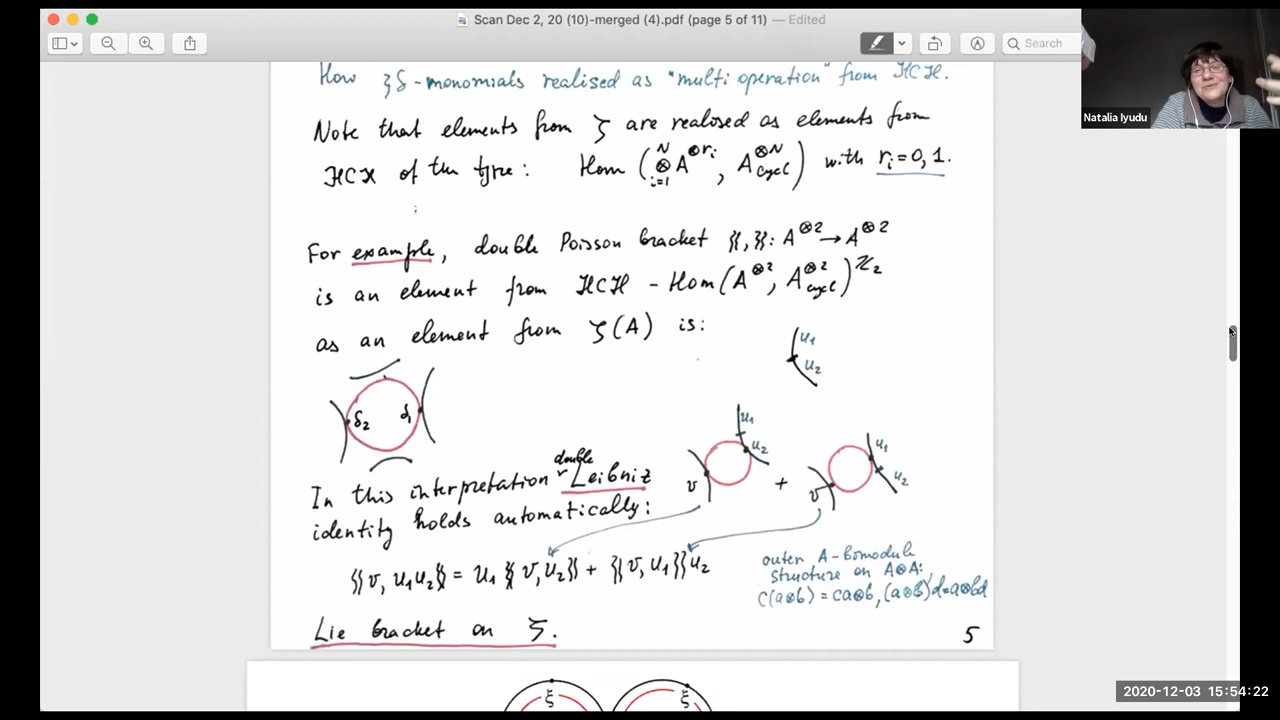 Scan Dec 2, 20 (10)-merged (4).pdf (page 5 of 11) — Edited
Search
Natalia Iyudu
How ξδ-monomials realised as "multi operation" from HCH.
Note that elements from ζ are realosed as elements from
HCH of the type: Hom (⊗_{i=1}^{N} A^{⊗r_i}, A_{cycl}^{⊗N}) with r_i=0,1.
For example, double Poisson bracket {{,}}: A^{⊗2} → A^{⊗2}
is an element from HCH - Hom(A^{⊗2}, A_{cycl}^{⊗2})^{ℤ_2}
as an element from ζ(A) is:
u_1
u_2
δ_2 δ_1
v u_1 u_2 + v u_1 u_2
In this interpretation double Leibniz
identity holds automatically:
{{v, u_1u_2}} = u_1 {{v, u_2}} + {{v, u_1}} u_2
outer A-bomodule
structure on A⊗A:
c(a⊗b) = ca⊗b, (a⊗b)d=a⊗bd
Lie bracket on ζ.
5
ξ ξ
2020-12-03 15:54:22